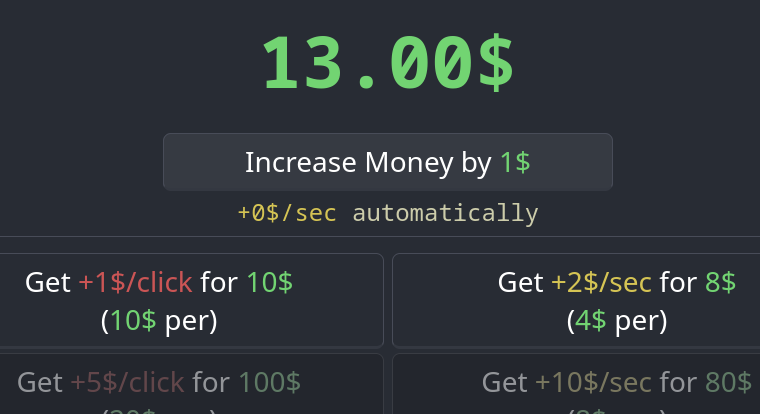 13.00$
Increase Money by 1$
+0$/sec automatically
Get +1$/click for 10$
(10$ per)
Get +2$/sec for 8$
(4$ per)
Get +5$/click for 100$
Get +10$/sec for 80$